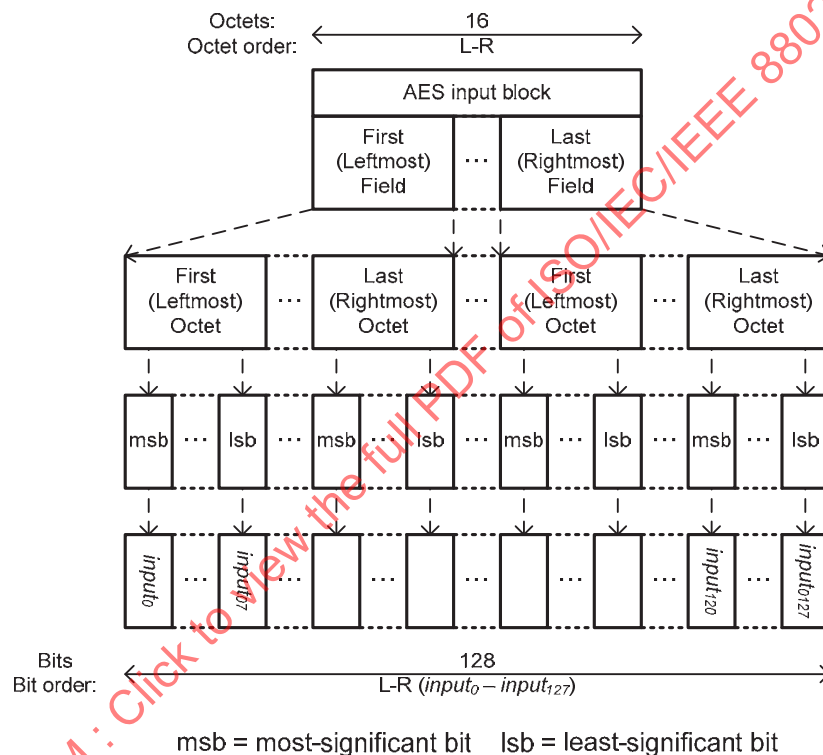 Octets:
16
Octet order:
L-R
AES input block
First
(Leftmost)
Field
...
Last
(Rightmost)
Field
First
(Leftmost)
Octet
...
Last
(Rightmost)
Octet
...
First
(Leftmost)
Octet
...
Last
(Rightmost)
Octet
msb ... lsb ... msb ... lsb ... msb ... lsb ... msb ... lsb
input0 ... input07 ... ... ... ... ... input120 ... input0127
Bits
128
Bit order:
L-R (input0 – input127)
msb = most-significant bit lsb = least-significant bit
: Click to view the full PDF of ISO/IEC/IEEE 8802